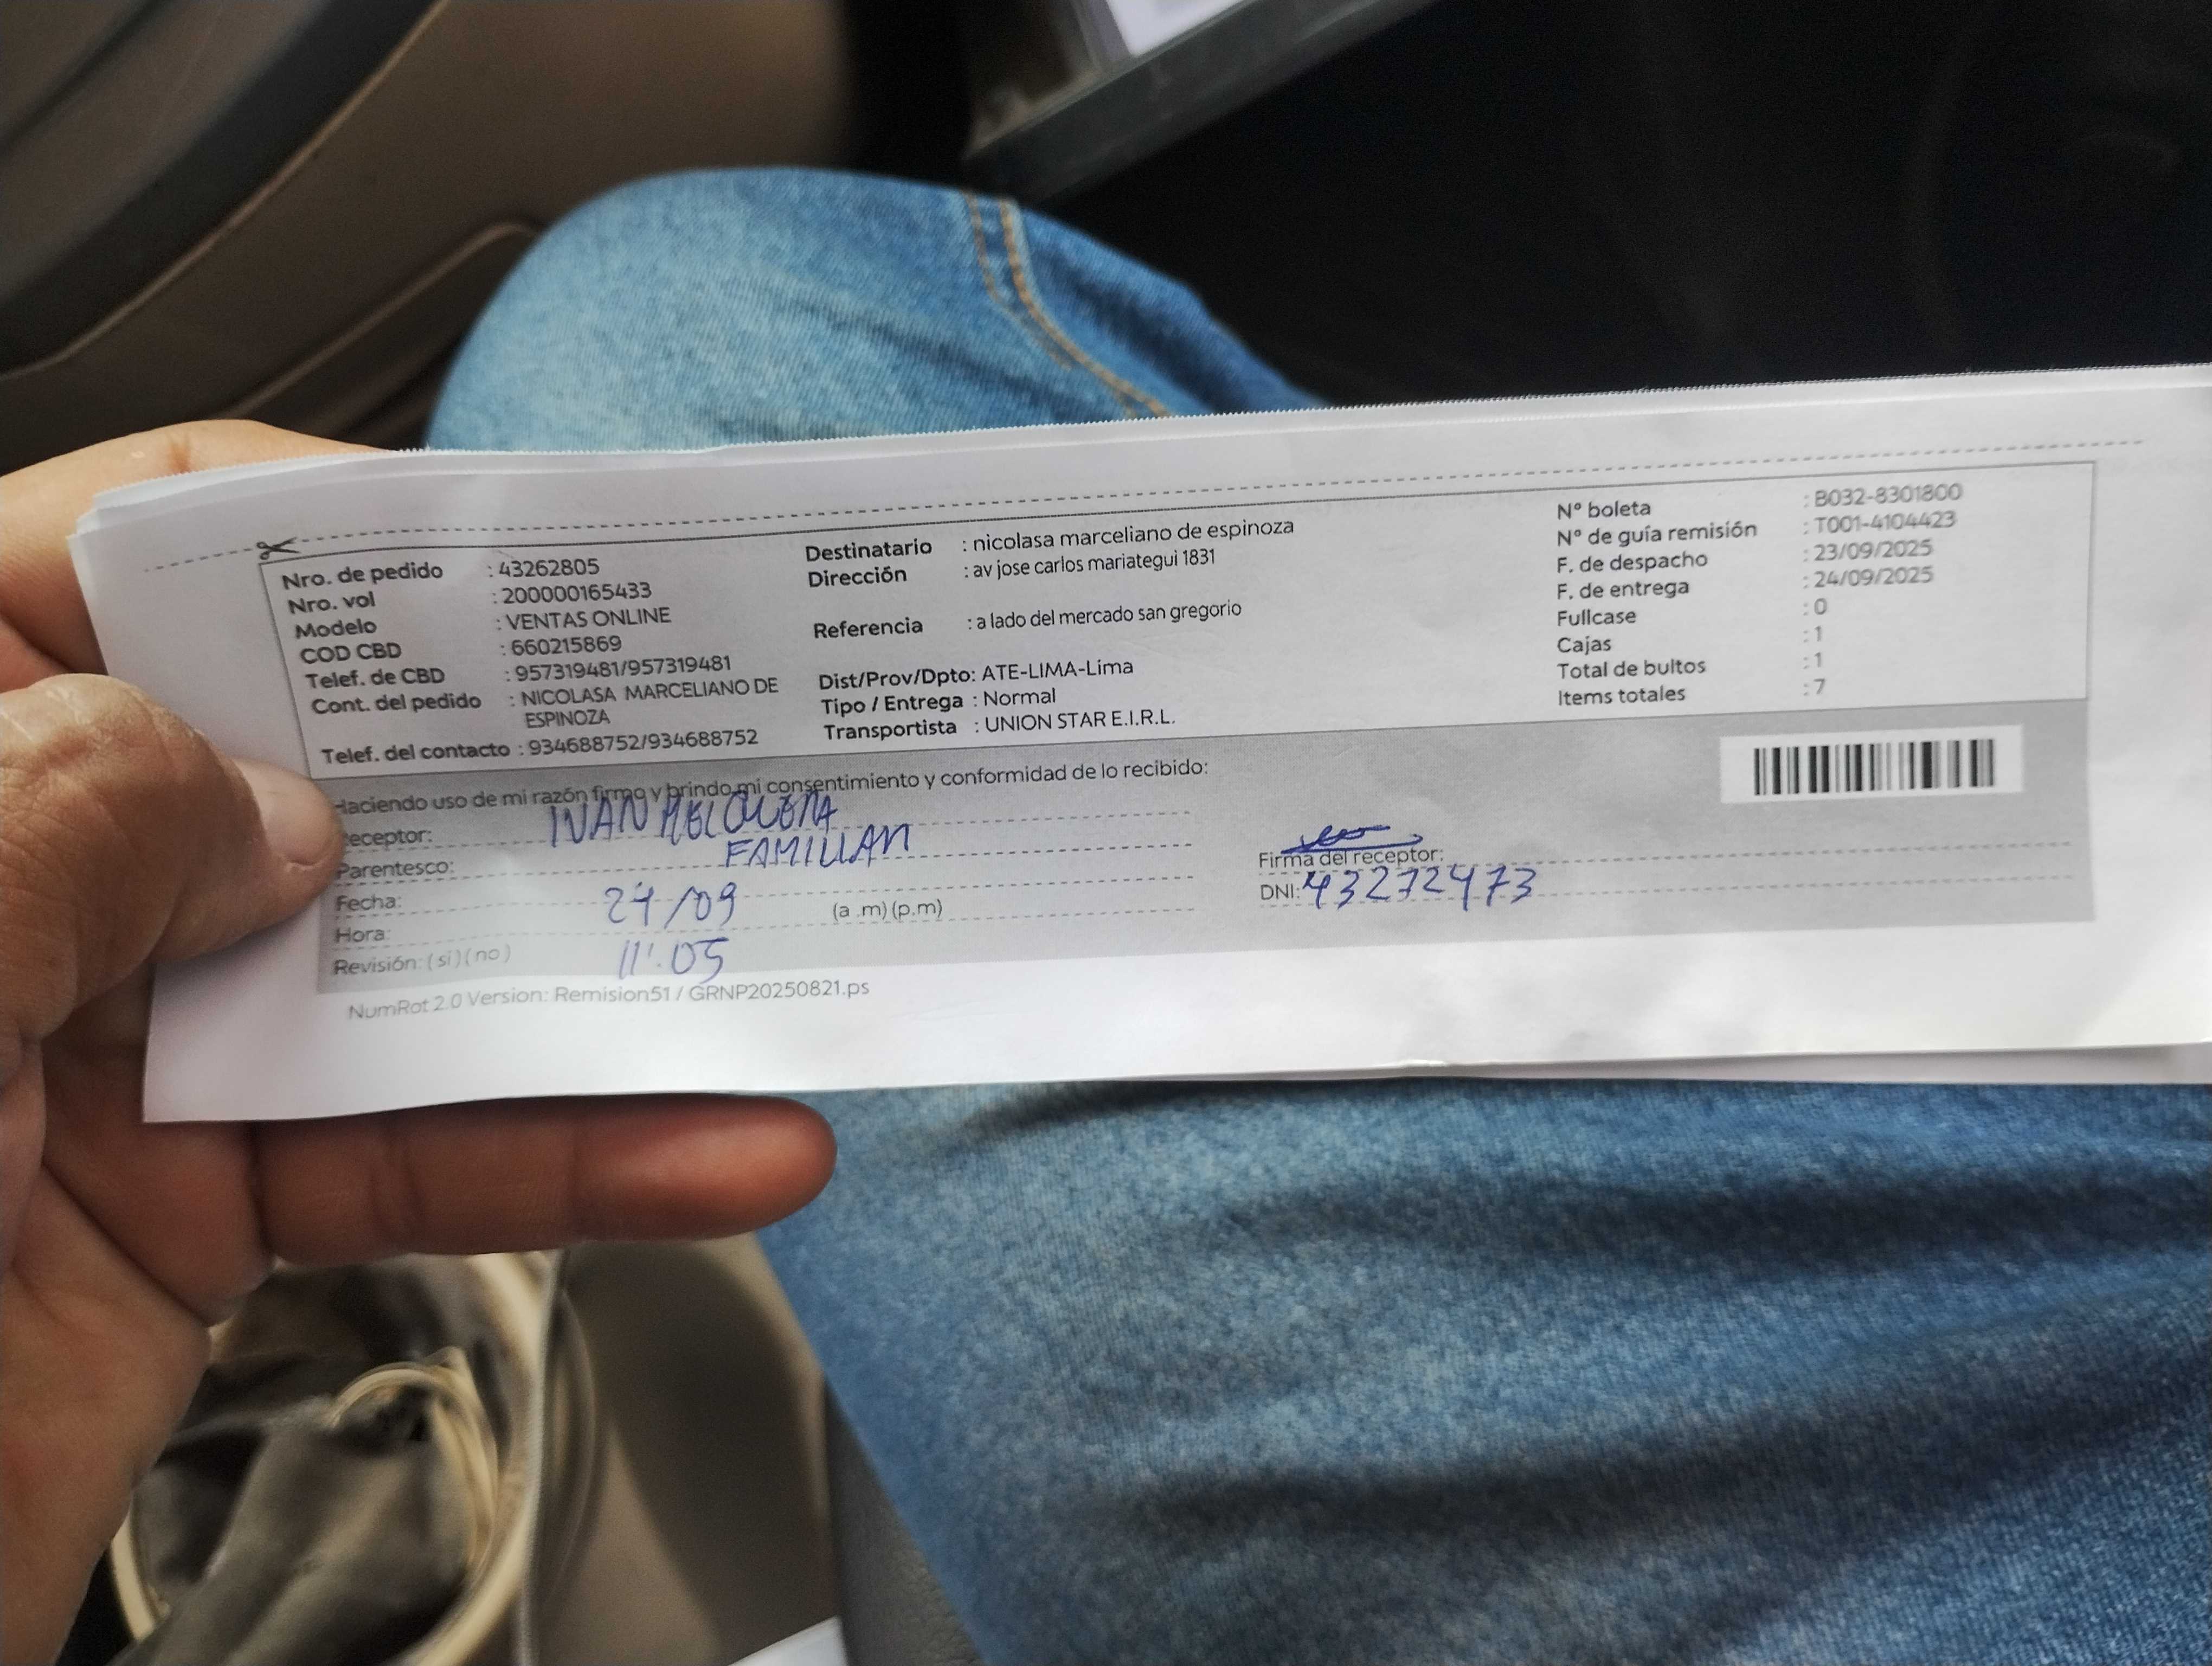 Nro. de pedido : 43262805
Nro. vol : 200000165433
Modelo : VENTAS ONLINE
COD CBD : 660215869
Telef. de CBD : 957319481/957319481
Cont. del pedido : NICOLASA MARCELIANO DE
ESPINOZA
Telef. del contacto : 934688752/934688752
Destinatario : nicolasa marceliano de espinoza
Dirección : av jose carlos mariategui 1831
Referencia : a lado del mercado san gregorio
Dist/Prov/Dpto: ATE-LIMA-Lima
Tipo / Entrega : Normal
Transportista : UNION STAR E.I.R.L.
Nº boleta : B032-8301800
Nº de guía remisión : T001-4104423
F. de despacho : 23/09/2025
F. de entrega : 24/09/2025
Fullcase : 0
Cajas : 1
Total de bultos : 1
Items totales : 7
Haciendo uso de mi razón firmo y brindo mi consentimiento y conformidad de lo recibido:
Receptor: IVAN
Parentesco: FAMILIAR
Fecha: 24/09
(a .m) (p.m)
Hora: 11:05
Revisión: (si) (no)
Firma del receptor:
DNI: 43272473
NumRot 2.0 Version: Remision51 / GRNP20250821.ps